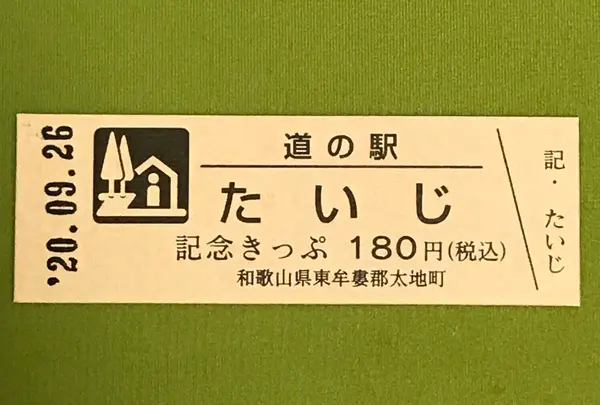 '20.09.26
道の駅
たいじ
記念きっぷ 180円(税込)
和歌山県東牟婁郡太地町
記・たいじ